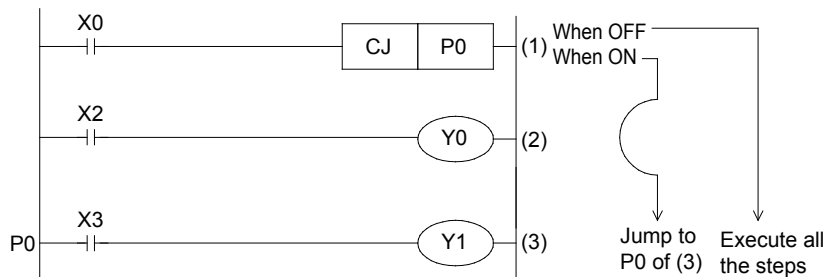 X0
CJ P0 (1) When OFF
When ON
X2
Y0 (2)
X3
P0 Y1 (3)
Jump to
P0 of (3)
Execute all
the steps